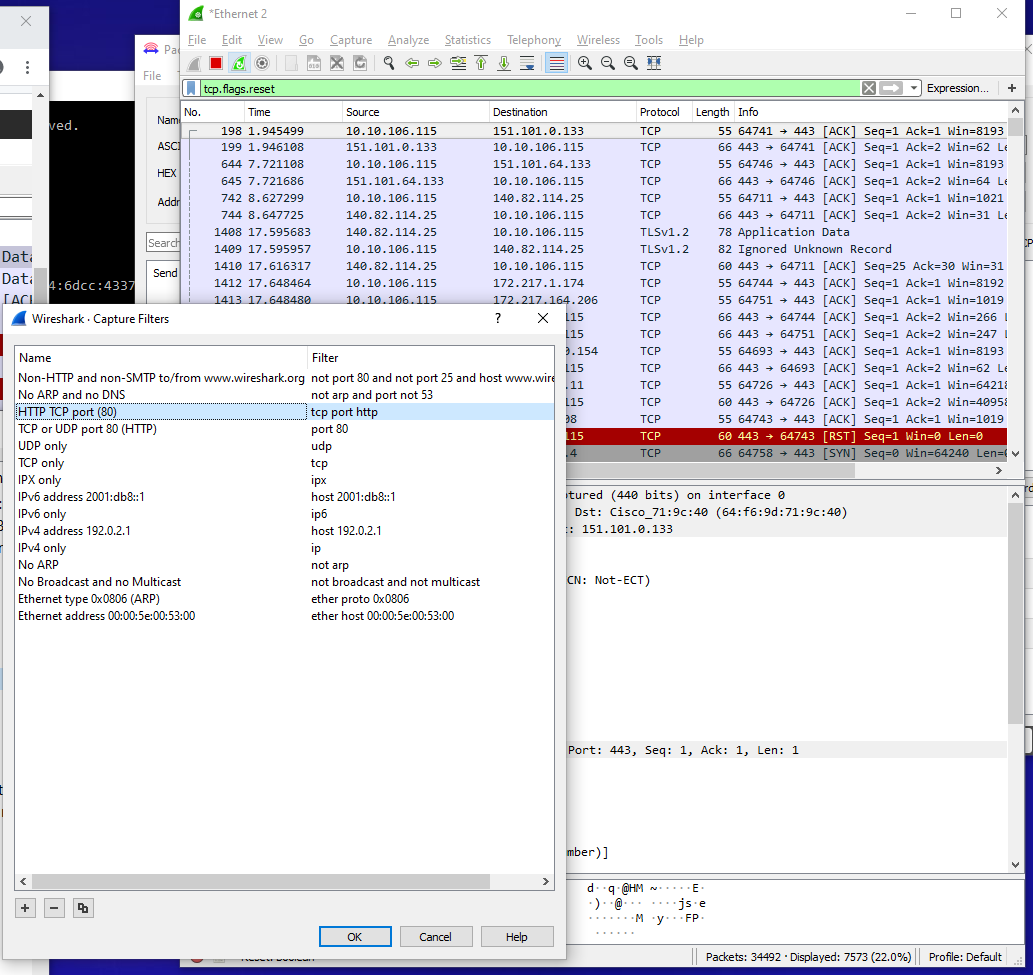 *Ethernet 2
File Edit View Go Capture Analyze Statistics Telephony Wireless Tools Help
tcp.flags.reset
Expression...
No. Time Source Destination Protocol Length Info
198 1.945499 10.10.106.115 151.101.0.133 TCP 55 64741 → 443 [ACK] Seq=1 Ack=1 Win=8193
199 1.946108 151.101.0.133 10.10.106.115 TCP 66 443 → 64741 [ACK] Seq=1 Ack=2 Win=62 Le
644 7.721108 10.10.106.115 151.101.64.133 TCP 55 64746 → 443 [ACK] Seq=1 Ack=1 Win=8193
645 7.721686 151.101.64.133 10.10.106.115 TCP 66 443 → 64746 [ACK] Seq=1 Ack=2 Win=64 Le
742 8.627299 10.10.106.115 140.82.114.25 TCP 55 64711 → 443 [ACK] Seq=1 Ack=1 Win=1021
744 8.647725 140.82.114.25 10.10.106.115 TCP 66 443 → 64711 [ACK] Seq=1 Ack=2 Win=31 Le
1408 17.595683 140.82.114.25 10.10.106.115 TLSv1.2 78 Application Data
1409 17.595957 10.10.106.115 140.82.114.25 TLSv1.2 82 Ignored Unknown Record
1410 17.616317 140.82.114.25 10.10.106.115 TCP 60 443 → 64711 [ACK] Seq=25 Ack=30 Win=31
1412 17.648464 10.10.106.115 172.217.1.174 TCP 55 64744 → 443 [ACK] Seq=1 Ack=1 Win=8192
1413 17.648480 10.10.106.115 172.217.164.206 TCP 55 64751 → 443 [ACK] Seq=1 Ack=1 Win=1019
115 TCP 66 443 → 64744 [ACK] Seq=1 Ack=2 Win=266 L
115 TCP 66 443 → 64751 [ACK] Seq=1 Ack=2 Win=247 L
0.154 TCP 55 64693 → 443 [ACK] Seq=1 Ack=1 Win=8193
115 TCP 66 443 → 64693 [ACK] Seq=1 Ack=2 Win=62 Le
.11 TCP 55 64726 → 443 [ACK] Seq=1 Ack=1 Win=64218
115 TCP 66 443 → 64726 [ACK] Seq=1 Ack=2 Win=40958
08 TCP 55 64743 → 443 [ACK] Seq=1 Ack=1 Win=1019
115 TCP 60 443 → 64743 [RST] Seq=1 Win=0 Len=0
.4 TCP 66 64758 → 443 [SYN] Seq=0 Win=64240 Len=0
ptured (440 bits) on interface 0
Dst: Cisco_71:9c:40 (64:f6:9d:71:9c:40)
: 151.101.0.133
CN: Not-ECT)
Port: 443, Seq: 1, Ack: 1, Len: 1
mber)]
d··q·@HM ~·····E·
·)··@··· ····js·e
·······M ·y···FP·
······
Packets: 34492 · Displayed: 7573 (22.0%)
Profile: Default
Pac
File
Name
ASCI
HEX
Addr
Search
Send
ved.
4:6dcc:4337
Data
Data
[ACK
Wireshark · Capture Filters
?
Name Filter
Non-HTTP and non-SMTP to/from www.wireshark.org not port 80 and not port 25 and host www.wire
No ARP and no DNS not arp and port not 53
HTTP TCP port (80) tcp port http
TCP or UDP port 80 (HTTP) port 80
UDP only udp
TCP only tcp
IPX only ipx
IPv6 address 2001:db8::1 host 2001:db8::1
IPv6 only ip6
IPv4 address 192.0.2.1 host 192.0.2.1
IPv4 only ip
No ARP not arp
No Broadcast and no Multicast not broadcast and not multicast
Ethernet type 0x0806 (ARP) ether proto 0x0806
Ethernet address 00:00:5e:00:53:00 ether host 00:00:5e:00:53:00
OK Cancel Help